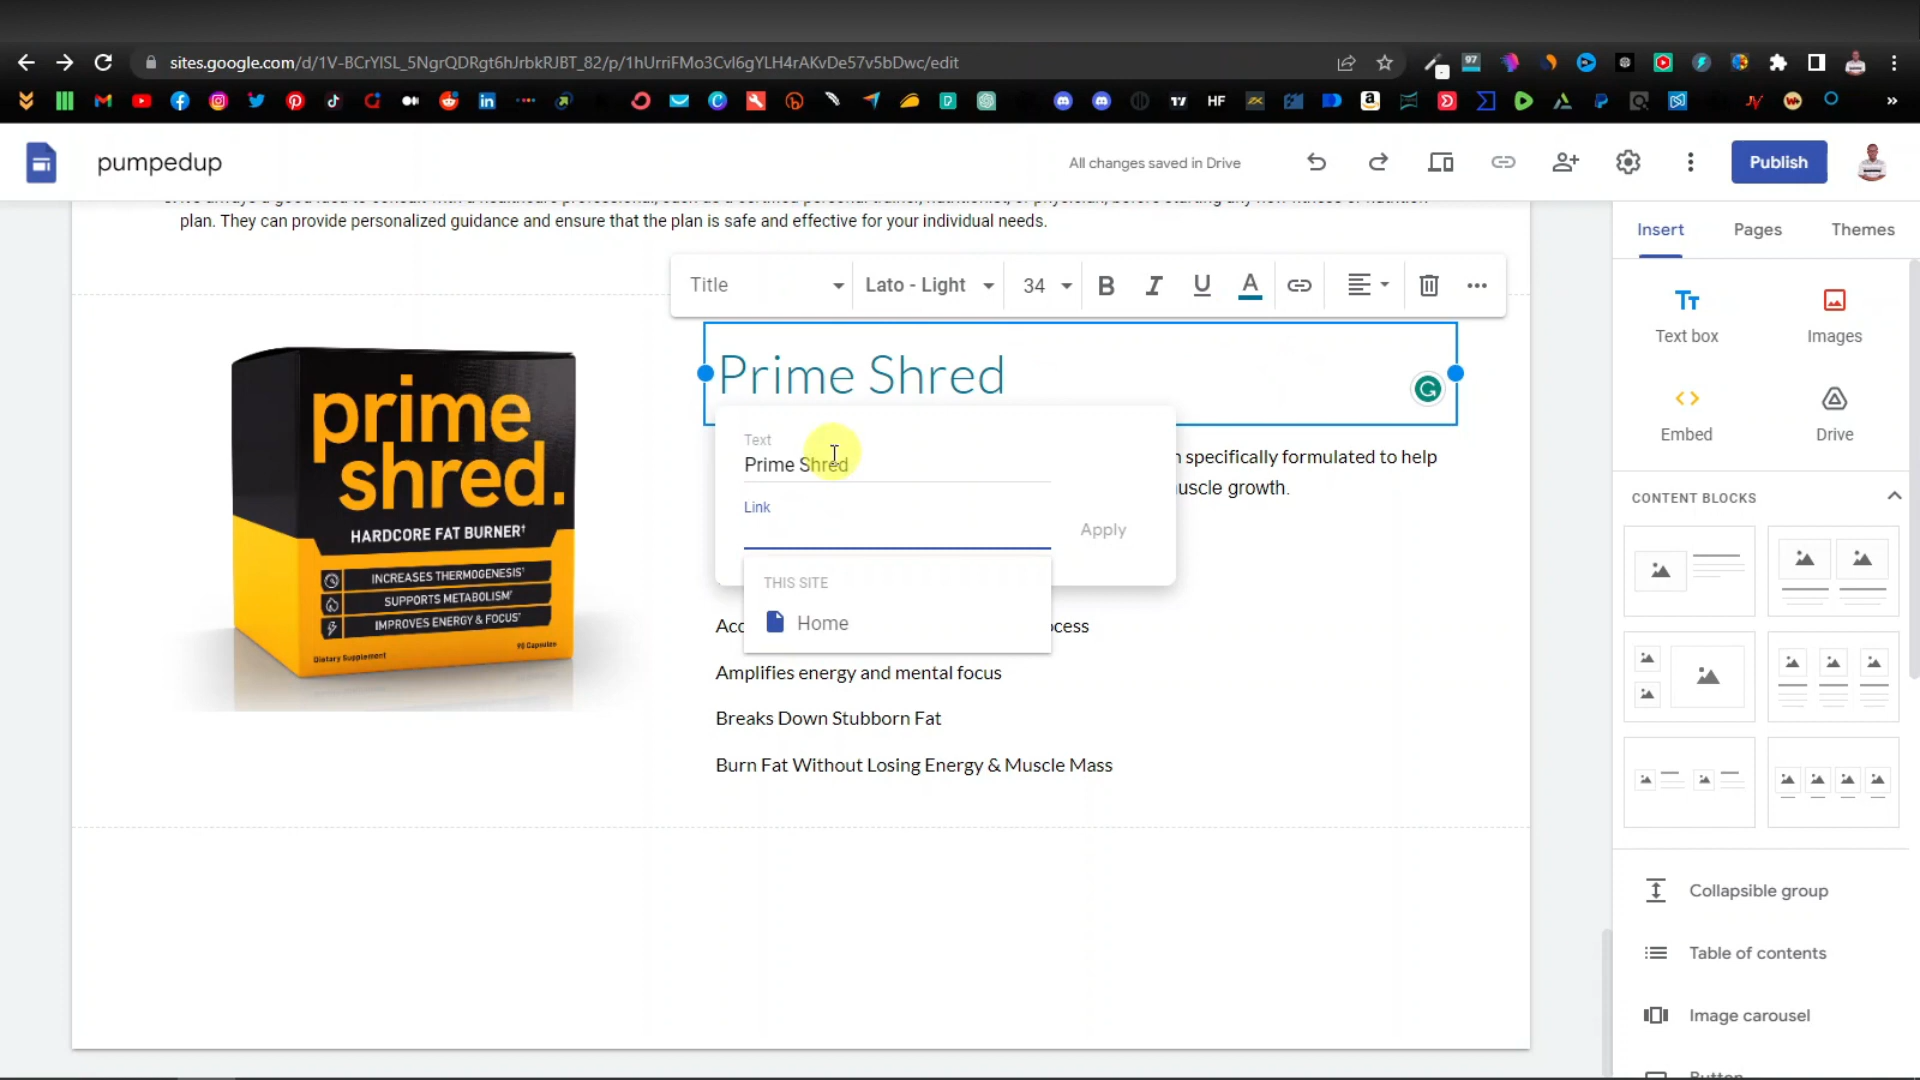 sites.google.com/d/1V-BCrYlSL_5NgrQDRgt6hJrbkRJBT_82/p/1hUrriFMo3Cvl6gYLH4rAKvDe57v5bDwc/edit
97
HF
pumpedup
All changes saved in Drive
Publish
plan. They can provide personalized guidance and ensure that the plan is safe and effective for your individual needs.
Insert
Pages
Themes
Title
Lato - Light
34
B
I
U
A
Prime Shred
Text box
Images
Embed
Drive
Text
Prime Shred
specifically formulated to help
muscle growth.
Link
Apply
THIS SITE
Home
Amplifies energy and mental focus
Breaks Down Stubborn Fat
Burn Fat Without Losing Energy & Muscle Mass
prime
shred.
HARDCORE FAT BURNER†
INCREASES THERMOGENESIS†
SUPPORTS METABOLISM†
IMPROVES ENERGY & FOCUS†
Dietary Supplement
90 Capsules
CONTENT BLOCKS
Collapsible group
Table of contents
Image carousel